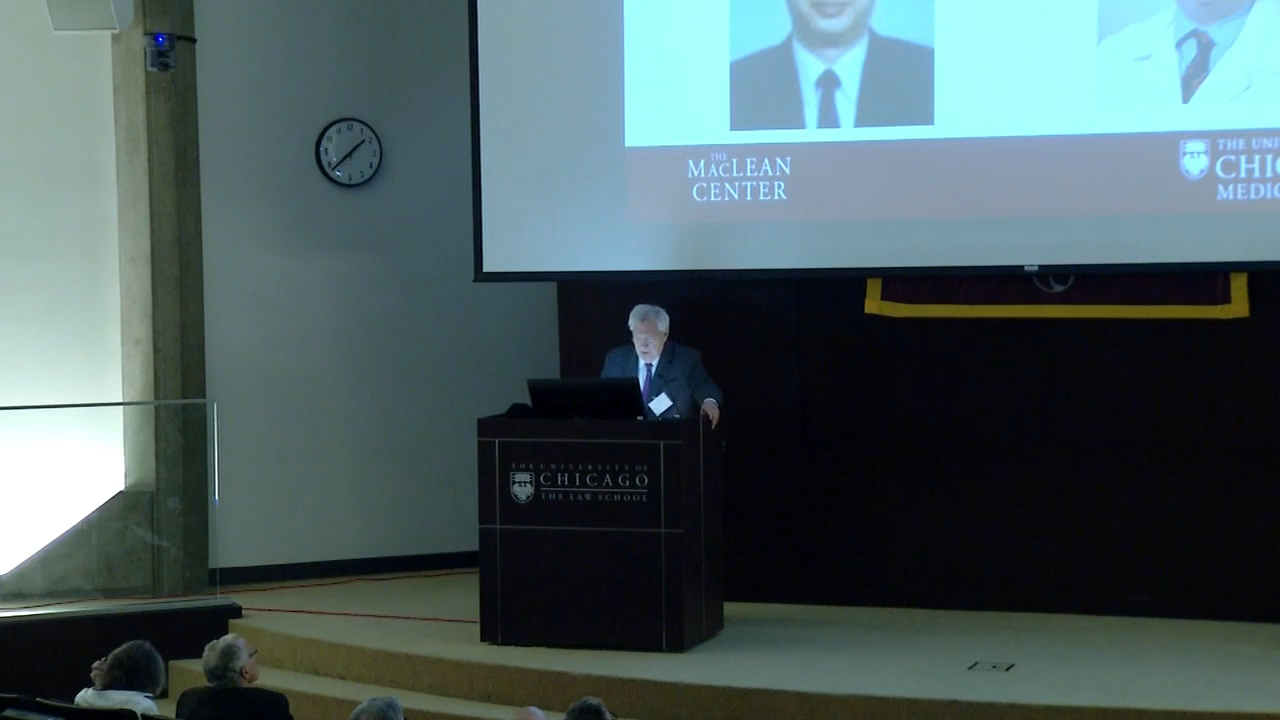 THE
MACLEAN
CENTER
THE UNI
CHIC
MEDIC
THE UNIVERSITY OF
CHICAGO
THE LAW SCHOOL